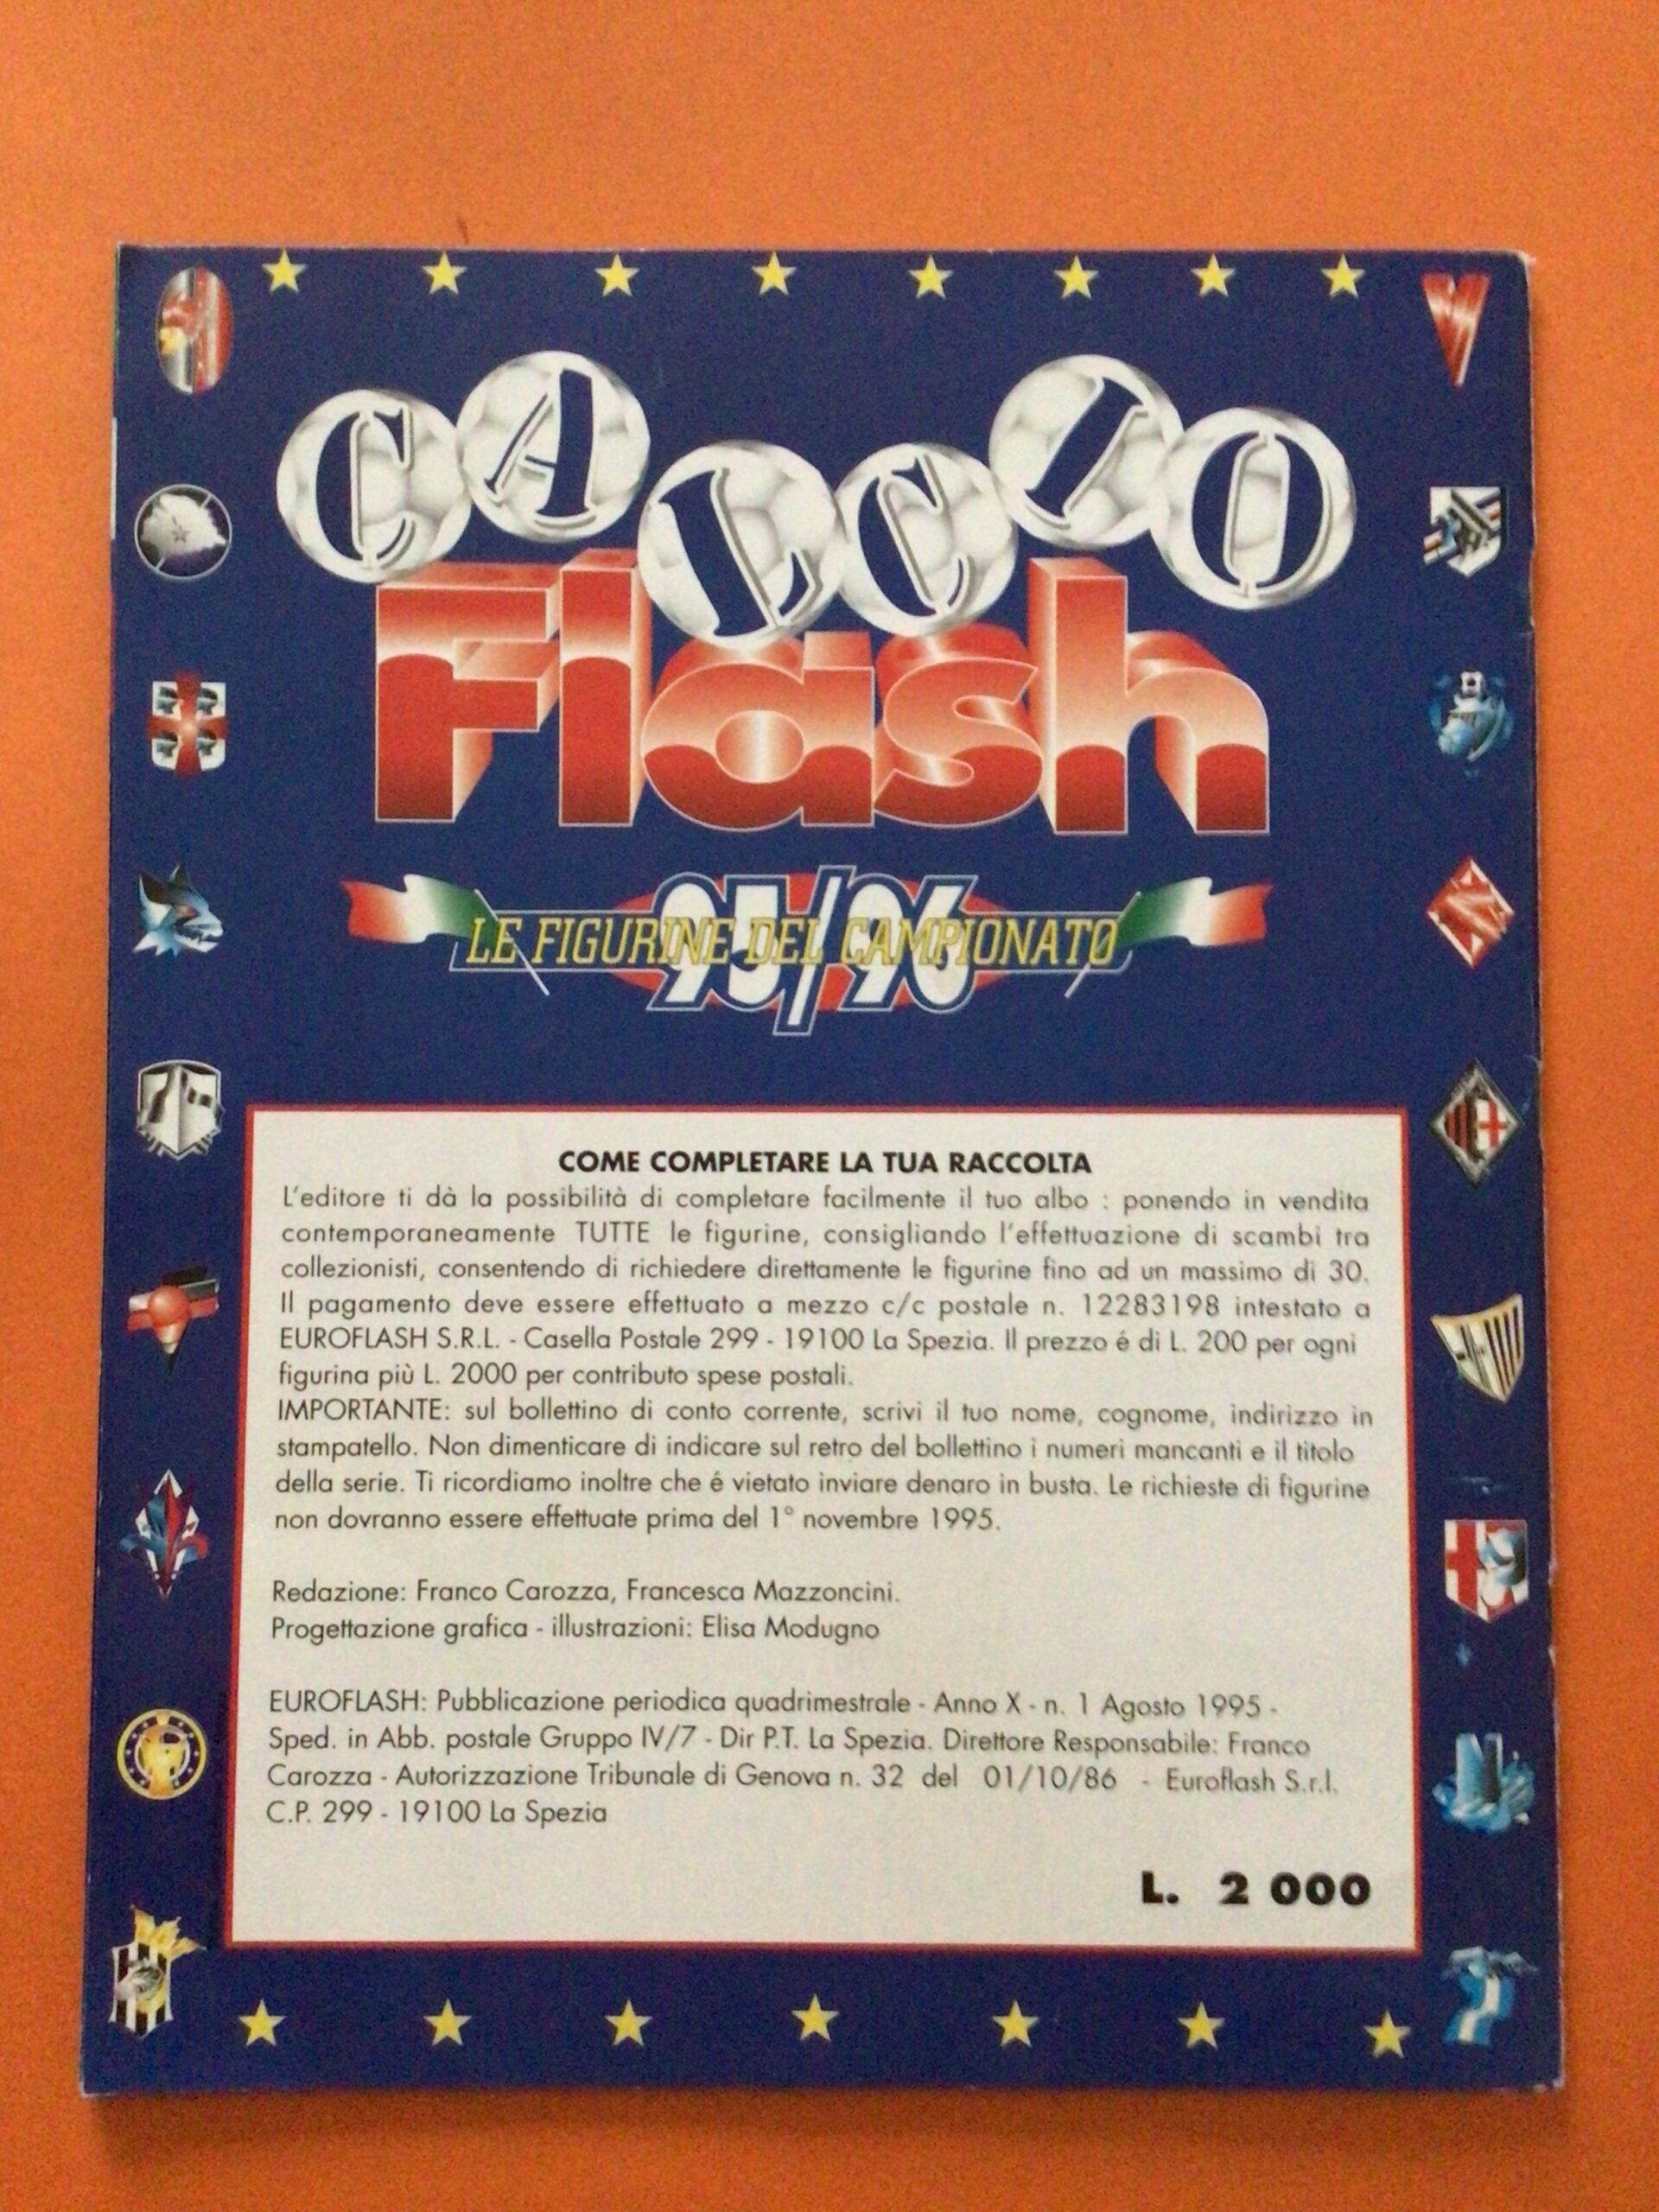 CALCIO
Flash
95/96
LE FIGURINE DEL CAMPIONATO
COME COMPLETARE LA TUA RACCOLTA
L'editore ti dà la possibilità di completare facilmente il tuo albo : ponendo in vendita
contemporaneamente TUTTE le figurine, consigliando l'effettuazione di scambi tra
collezionisti, consentendo di richiedere direttamente le figurine fino ad un massimo di 30.
Il pagamento deve essere effettuato a mezzo c/c postale n. 12283198 intestato a
EUROFLASH S.R.L. - Casella Postale 299 - 19100 La Spezia. Il prezzo é di L. 200 per ogni
figurina più L. 2000 per contributo spese postali.
IMPORTANTE: sul bollettino di conto corrente, scrivi il tuo nome, cognome, indirizzo in
stampatello. Non dimenticare di indicare sul retro del bollettino i numeri mancanti e il titolo
della serie. Ti ricordiamo inoltre che é vietato inviare denaro in busta. Le richieste di figurine
non dovranno essere effettuate prima del 1° novembre 1995.
Redazione: Franco Carozza, Francesca Mazzoncini.
Progettazione grafica - illustrazioni: Elisa Modugno
EUROFLASH: Pubblicazione periodica quadrimestrale - Anno X - n. 1 Agosto 1995 -
Sped. in Abb. postale Gruppo IV/7 - Dir P.T. La Spezia. Direttore Responsabile: Franco
Carozza - Autorizzazione Tribunale di Genova n. 32 del 01/10/86 - Euroflash S.r.l.
C.P. 299 - 19100 La Spezia
L. 2 000